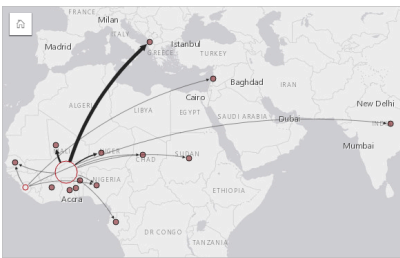 FRANCE
Milan
ITALY
Madrid
Istanbul
GREECE
TURKEY
Baghdad
IRAN
Cairo
ALGERIA
LIBYA
EGYPT
New Delhi
SAUDI ARABIA
Dubai
Mumbai
CHAD
SUDAN
NIGERIA
Accra
ETHIOPIA
DR CONGO
TANZANIA